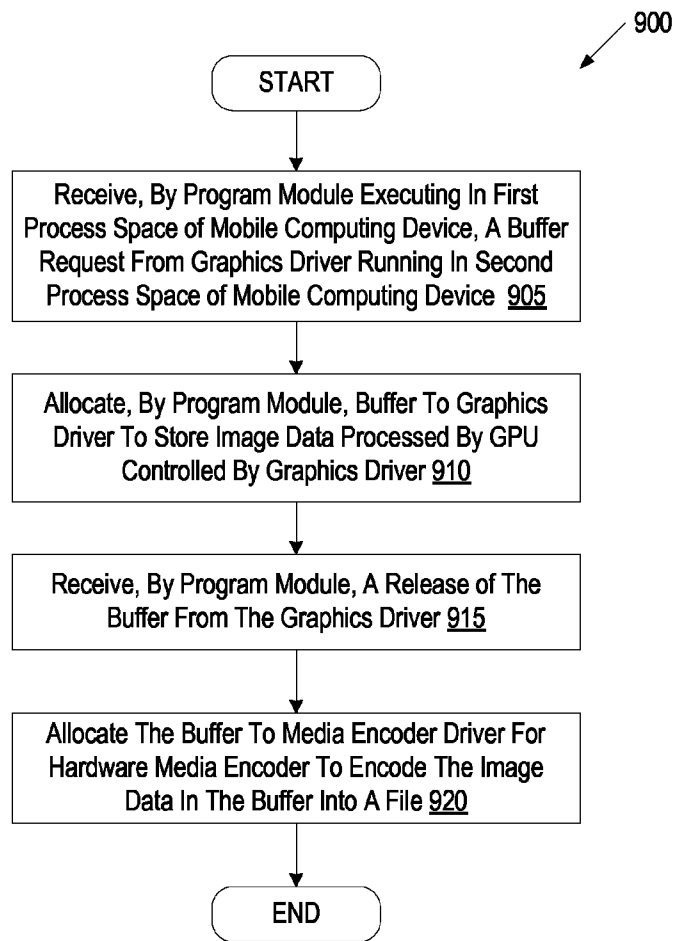 900
START
Receive, By Program Module Executing In First
Process Space of Mobile Computing Device, A Buffer
Request From Graphics Driver Running In Second
Process Space of Mobile Computing Device 905
Allocate, By Program Module, Buffer To Graphics
Driver To Store Image Data Processed By GPU
Controlled By Graphics Driver 910
Receive, By Program Module, A Release of The
Buffer From The Graphics Driver 915
Allocate The Buffer To Media Encoder Driver For
Hardware Media Encoder To Encode The Image
Data In The Buffer Into A File 920
END